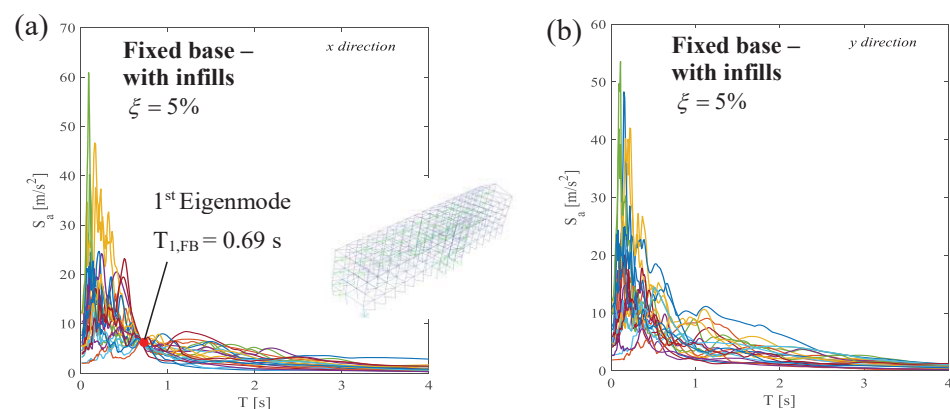 (a)
Fixed base –
with infills
ξ = 5%
x direction
1st Eigenmode
T1,FB = 0.69 s
Sa [m/s2]
70
60
50
40
30
20
10
0
0 1 2 3 4
T [s]
(b)
Fixed base –
with infills
ξ = 5%
y direction
Sa [m/s2]
60
50
40
30
20
10
0
0 1 2 3 4
T [s]